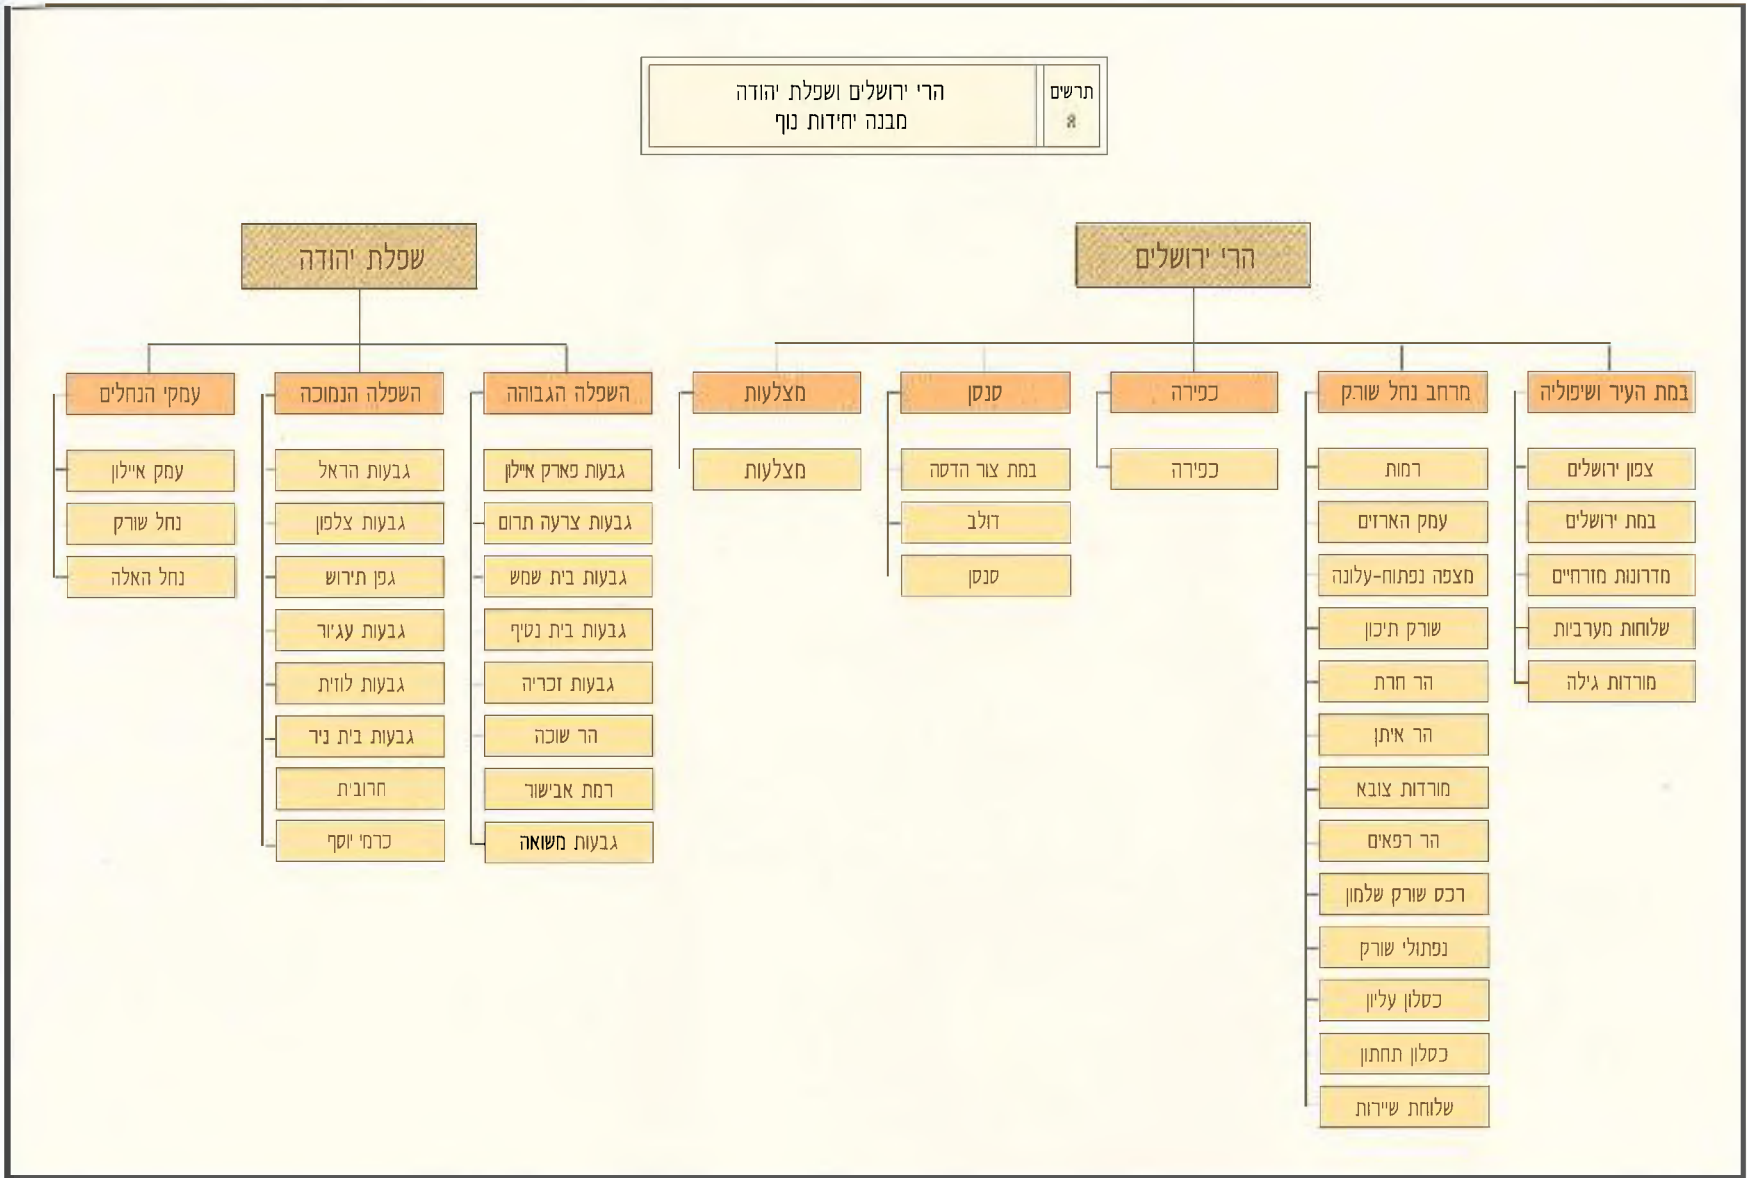 תרשים
הרי ירושלים ושפלת יהודה
מבנה יחידות נוף
הרי ירושלים
במת העיר ושיפוליה
צפון ירושלים
במת ירושלים
מדרונות מזרחיים
שלוחות מערביות
מורדות גילה
מרחב נחל שורק
רמות
עמק הארזים
מצפה נפתוח-עלונה
שורק תיכון
הר חרת
הר איתן
מורדות צובא
הר רפאים
רכס שורק שלמון
נפתולי שורק
כסלון עליון
כסלון תחתון
שלוחת שיירות
כפירה
כפירה
סנסן
במת צור הדסה
דולב
סנסן
מצלעות
מצלעות
שפלת יהודה
השפלה הגבוהה
גבעות פארק איילון
גבעות צרעה תרום
גבעות בית שמש
גבעות בית נטיף
גבעות זכריה
הר שוכה
רמת אבישור
גבעות משואה
השפלה הנמוכה
גבעות הראל
גבעות צלפון
גפן תירוש
גבעות עג'ור
גבעות לוזית
גבעות בית ניר
חרובית
כרמי יוסף
עמקי הנחלים
עמק איילון
נחל שורק
נחל האלה